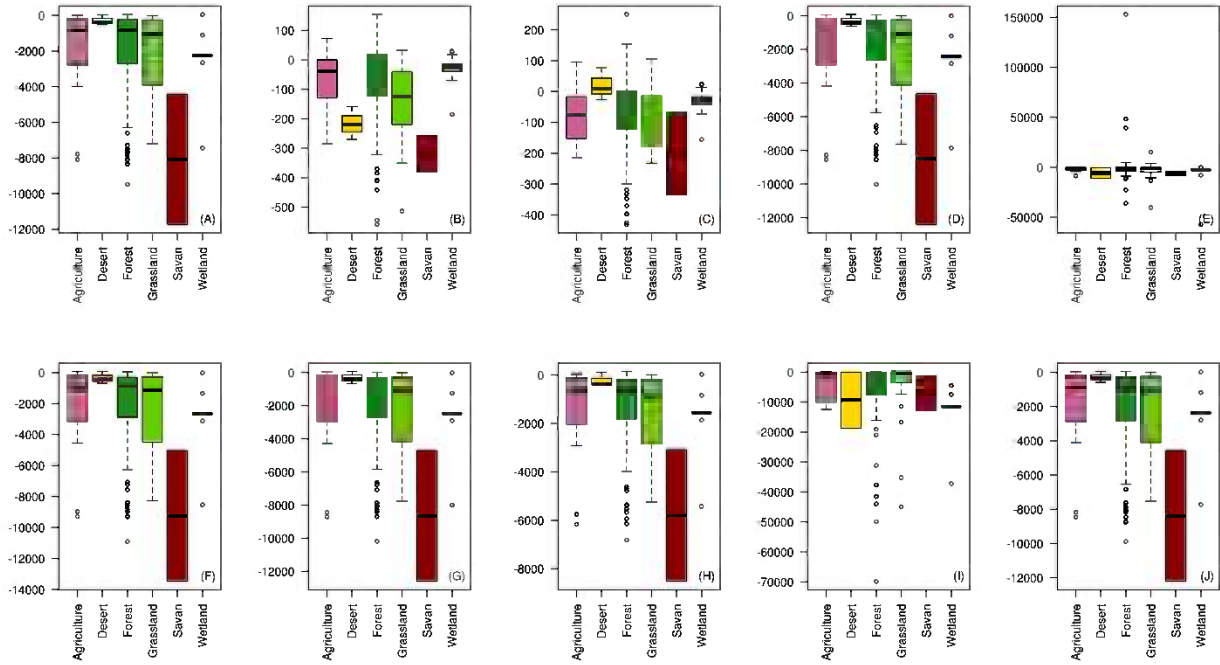 0
-2000
-4000
-6000
-8000
-10000
-12000
(A)
Agriculture
Desert
Forest
Grassland
Savan
Wetland
100
0
-100
-200
-300
-400
-500
(B)
Agriculture
Desert
Forest
Grassland
Savan
Wetland
200
100
0
-100
-200
-300
-400
(C)
Agriculture
Desert
Forest
Grassland
Savan
Wetland
0
-2000
-4000
-6000
-8000
-10000
-12000
(D)
Agriculture
Desert
Forest
Grassland
Savan
Wetland
150000
100000
50000
0
-50000
(E)
Agriculture
Desert
Forest
Grassland
Savan
Wetland
0
-2000
-4000
-6000
-8000
-10000
-12000
-14000
(F)
Agriculture
Desert
Forest
Grassland
Savan
Wetland
0
-2000
-4000
-6000
-8000
-10000
-12000
(G)
Agriculture
Desert
Forest
Grassland
Savan
Wetland
0
-2000
-4000
-6000
-8000
(H)
Agriculture
Desert
Forest
Grassland
Savan
Wetland
0
-10000
-20000
-30000
-40000
-50000
-60000
-70000
(I)
Agriculture
Desert
Forest
Grassland
Savan
Wetland
0
-2000
-4000
-6000
-8000
-10000
-12000
(J)
Agriculture
Desert
Forest
Grassland
Savan
Wetland